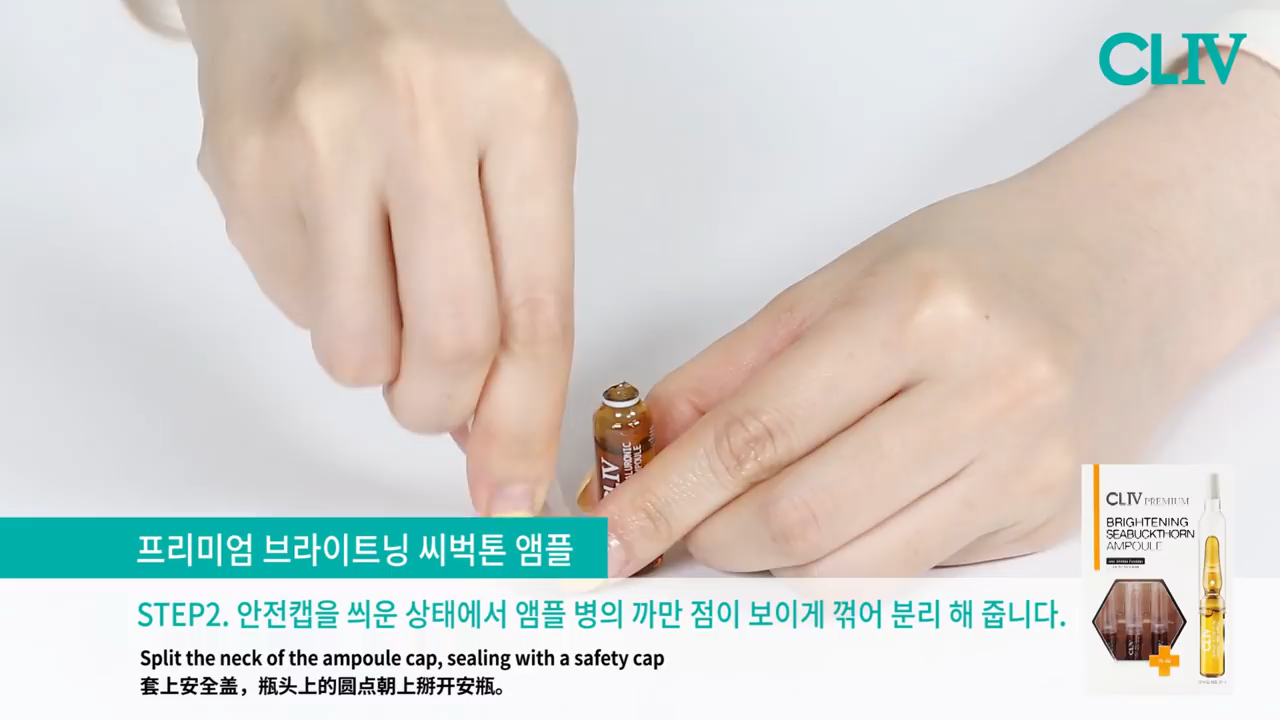 CLIV
CLIV
HYALURONIC
AMPOULE
CLIV PREMIUM
BRIGHTENING
SEABUCKTHORN
AMPOULE
CLIV
프리미엄 브라이트닝 씨벅톤 앰플
STEP2. 안전캡을 씌운 상태에서 앰플 병의 까만 점이 보이게 꺾어 분리 해 줍니다.
Split the neck of the ampoule cap, sealing with a safety cap
套上安全盖，瓶头上的圆点朝上掰开安瓶。